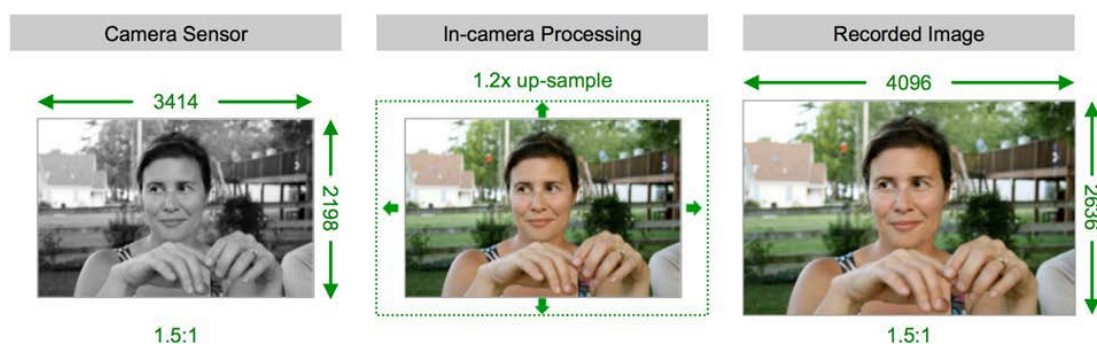 Camera Sensor
In-camera Processing
Recorded Image
1.2x up-sample
3414
4096
2198
2636
1.5:1
1.5:1